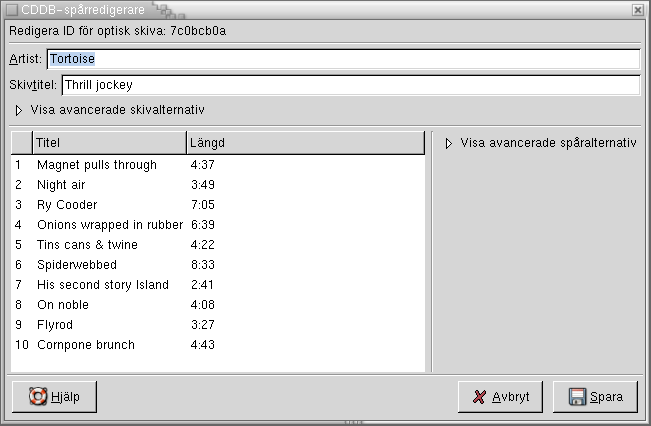 CDDB-spårredigerare
Redigera ID för optisk skiva: 7c0bcb0a
Artist: Tortoise
Skivtitel: Thrill jockey
Visa avancerade skivalternativ
Titel Längd
1 Magnet pulls through 4:37
2 Night air 3:49
3 Ry Cooder 7:05
4 Onions wrapped in rubber 6:39
5 Tins cans & twine 4:22
6 Spiderwebbed 8:33
7 His second story Island 2:41
8 On noble 4:08
9 Flyrod 3:27
10 Cornpone brunch 4:43
Visa avancerade spåralternativ
Hjälp Avbryt Spara